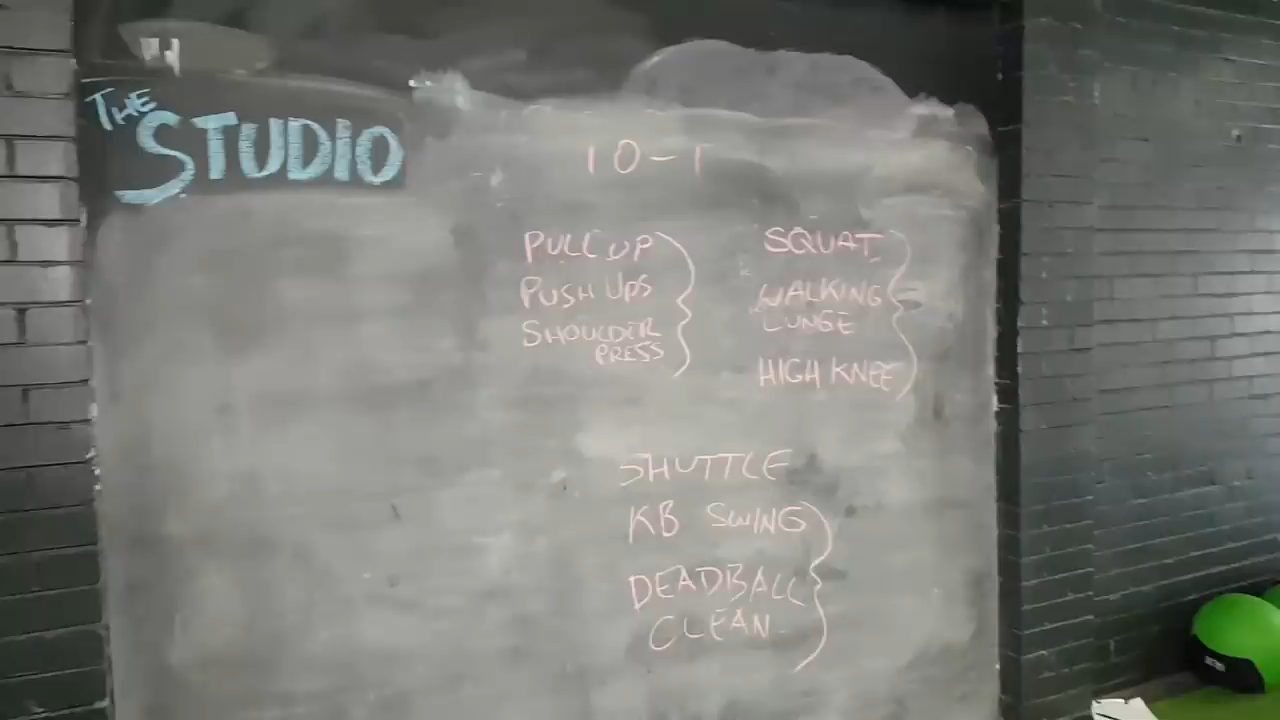 THE
STUDIO
10-1
PULL UP
PUSH UPS
SHOULDER
PRESS
SQUAT
WALKING
LUNGE
HIGH KNEE
SHUTTLE
KB SWING
DEADBALL
CLEAN